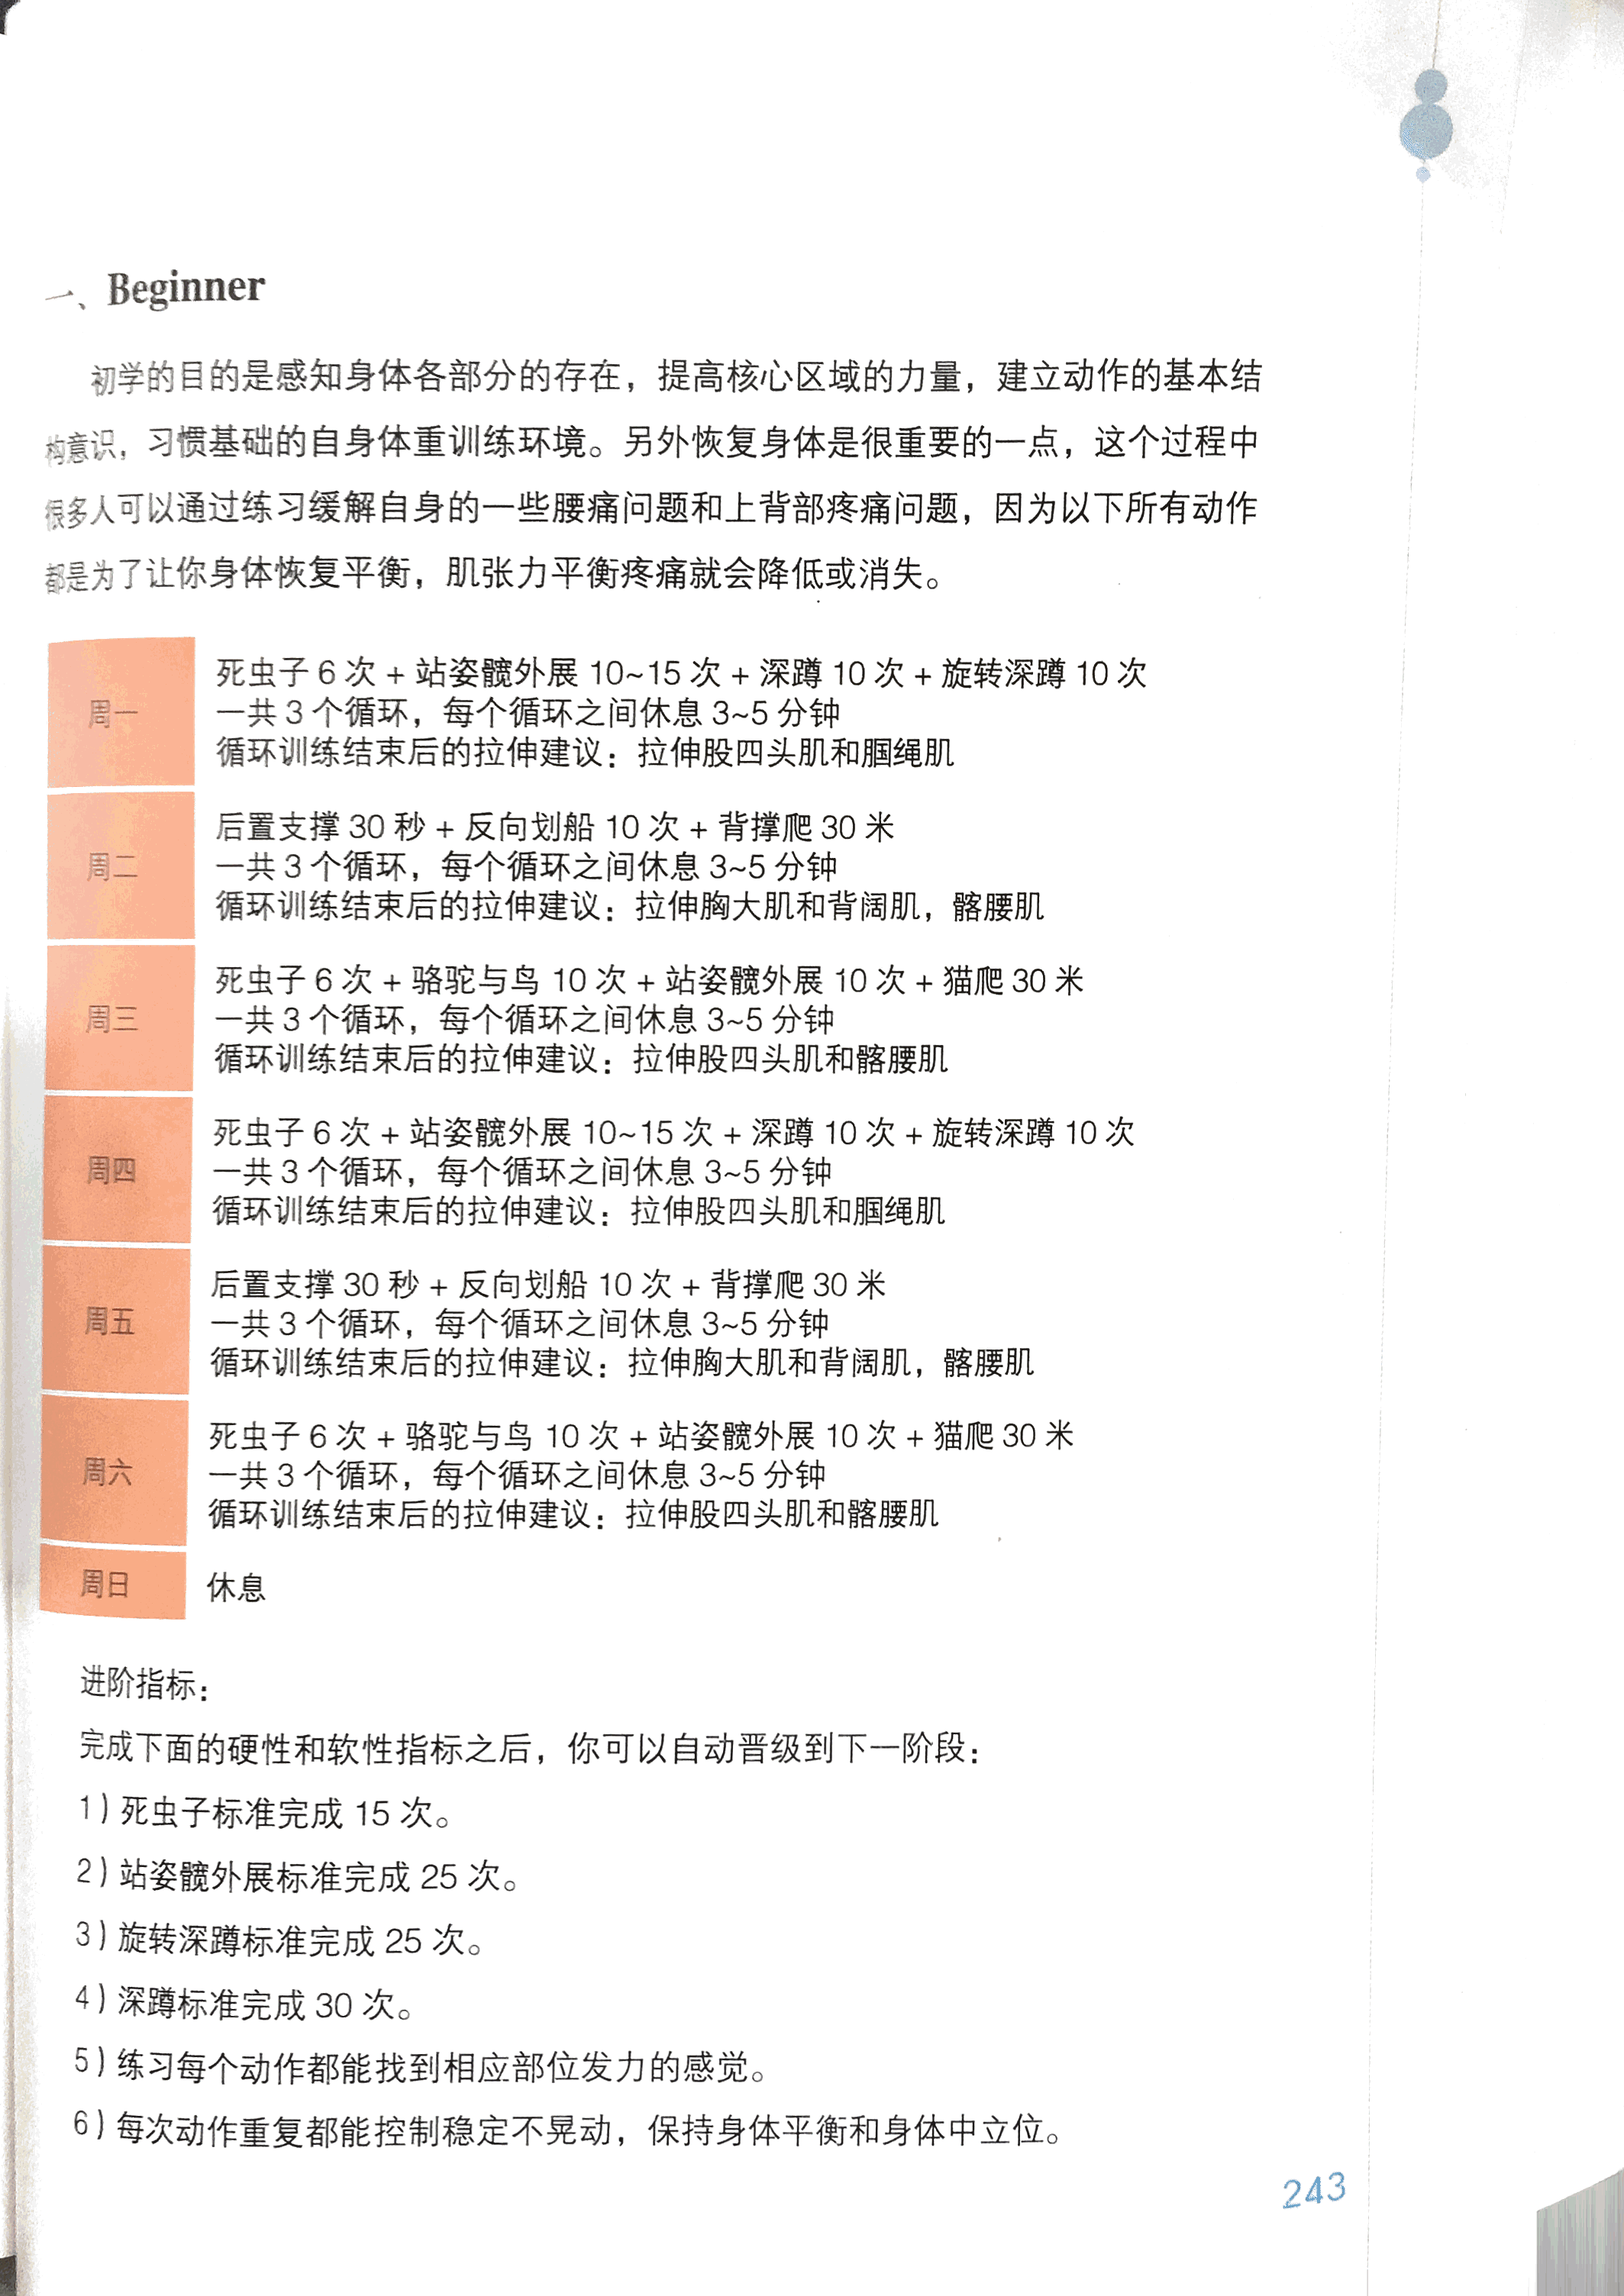 一、Beginner
初学的目的是感知身体各部分的存在，提高核心区域的力量，建立动作的基本结
构意识，习惯基础的自身体重训练环境。另外恢复身体是很重要的一点，这个过程中
很多人可以通过练习缓解自身的一些腰痛问题和上背部疼痛问题，因为以下所有动作
都是为了让你身体恢复平衡，肌张力平衡疼痛就会降低或消失。
周一
死虫子 6 次 + 站姿髋外展 10~15 次 + 深蹲 10 次 + 旋转深蹲 10 次
一共 3 个循环，每个循环之间休息 3~5 分钟
循环训练结束后的拉伸建议：拉伸股四头肌和腘绳肌
周二
后置支撑 30 秒 + 反向划船 10 次 + 背撑爬 30 米
一共 3 个循环，每个循环之间休息 3~5 分钟
循环训练结束后的拉伸建议：拉伸胸大肌和背阔肌，髂腰肌
周三
死虫子 6 次 + 骆驼与鸟 10 次 + 站姿髋外展 10 次 + 猫爬 30 米
一共 3 个循环，每个循环之间休息 3~5 分钟
循环训练结束后的拉伸建议：拉伸股四头肌和髂腰肌
周四
死虫子 6 次 + 站姿髋外展 10~15 次 + 深蹲 10 次 + 旋转深蹲 10 次
一共 3 个循环，每个循环之间休息 3~5 分钟
循环训练结束后的拉伸建议：拉伸股四头肌和腘绳肌
周五
后置支撑 30 秒 + 反向划船 10 次 + 背撑爬 30 米
一共 3 个循环，每个循环之间休息 3~5 分钟
循环训练结束后的拉伸建议：拉伸胸大肌和背阔肌，髂腰肌
周六
死虫子 6 次 + 骆驼与鸟 10 次 + 站姿髋外展 10 次 + 猫爬 30 米
一共 3 个循环，每个循环之间休息 3~5 分钟
循环训练结束后的拉伸建议：拉伸股四头肌和髂腰肌
周日
休息
进阶指标：
完成下面的硬性和软性指标之后，你可以自动晋级到下一阶段：
1）死虫子标准完成 15 次。
2）站姿髋外展标准完成 25 次。
3）旋转深蹲标准完成 25 次。
4）深蹲标准完成 30 次。
5）练习每个动作都能找到相应部位发力的感觉。
6）每次动作重复都能控制稳定不晃动，保持身体平衡和身体中立位。
243